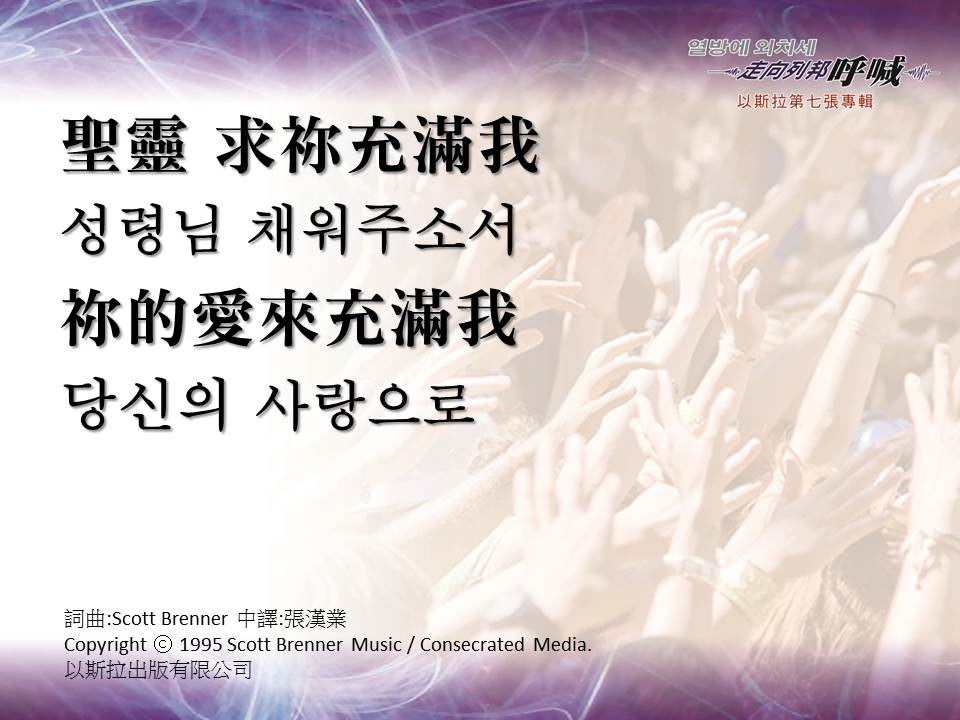 열방에 외치세
走向列邦呼喊
以斯拉第七張專輯
聖靈 求祢充滿我
성령님 채워주소서
祢的愛來充滿我
당신의 사랑으로
詞曲:Scott Brenner 中譯:張漢業
Copyright ⓒ 1995 Scott Brenner Music / Consecrated Media.
以斯拉出版有限公司